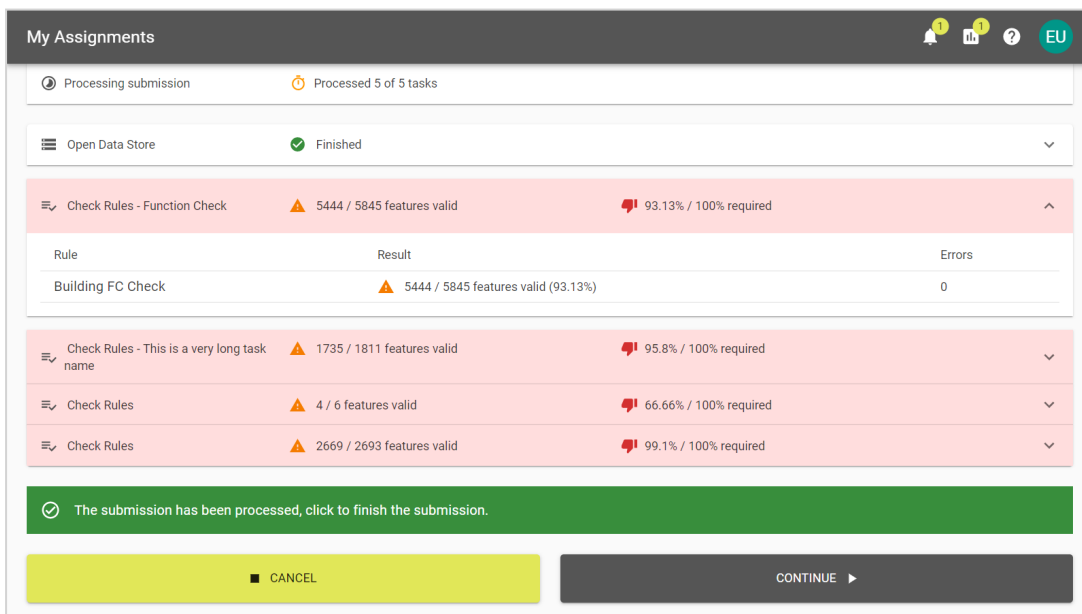 My Assignments
1
1
EU
Processing submission
Processed 5 of 5 tasks
Open Data Store
Finished
Check Rules - Function Check
5444 / 5845 features valid
93.13% / 100% required
Rule
Result
Errors
Building FC Check
5444 / 5845 features valid (93.13%)
0
Check Rules - This is a very long task
name
1735 / 1811 features valid
95.8% / 100% required
Check Rules
4 / 6 features valid
66.66% / 100% required
Check Rules
2669 / 2693 features valid
99.1% / 100% required
The submission has been processed, click to finish the submission.
CANCEL
CONTINUE